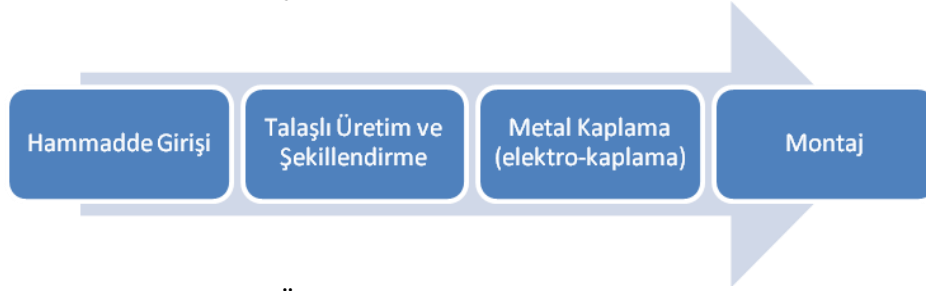 Hammadde Girişi
Talaşlı Üretim ve
Şekillendirme
Metal Kaplama
(elektro-kaplama)
Montaj